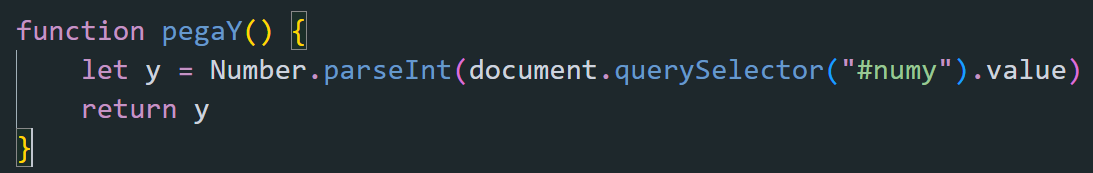 function pegaY() {
    let y = Number.parseInt(document.querySelector("#numy").value)
    return y
}